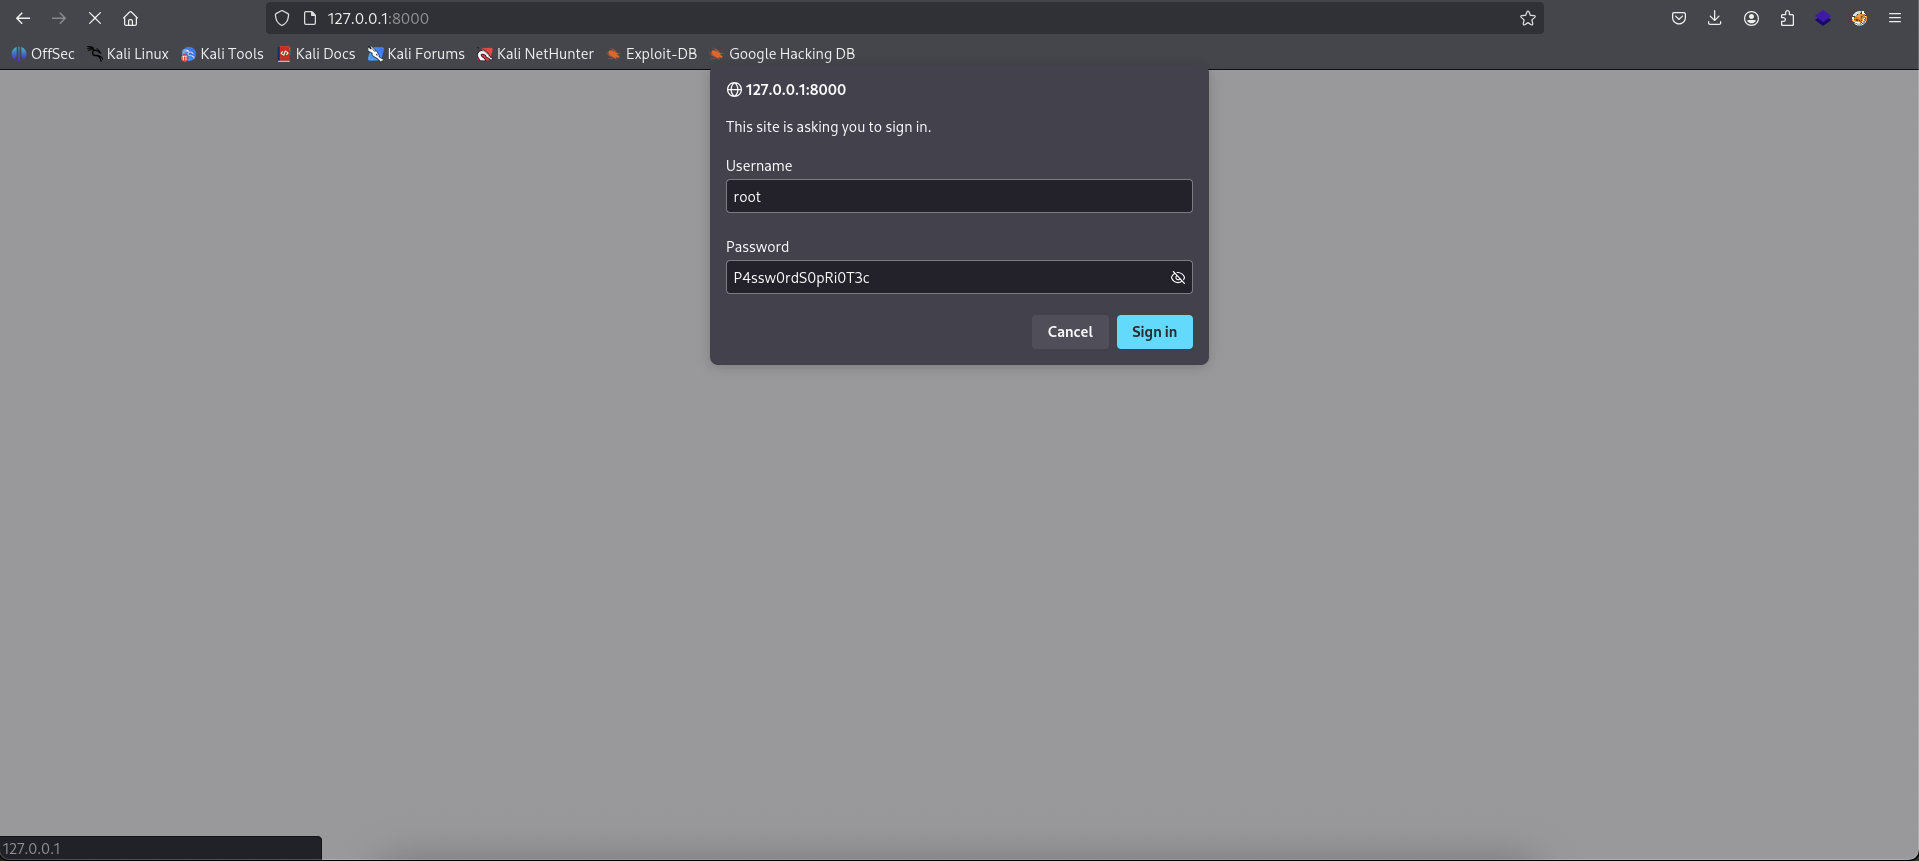 127.0.0.1:8000
OffSec Kali Linux Kali Tools Kali Docs Kali Forums Kali NetHunter Exploit-DB Google Hacking DB
127.0.0.1:8000
This site is asking you to sign in.
Username
root
Password
P4ssw0rdS0pRi0T3c
Cancel Sign in
127.0.0.1